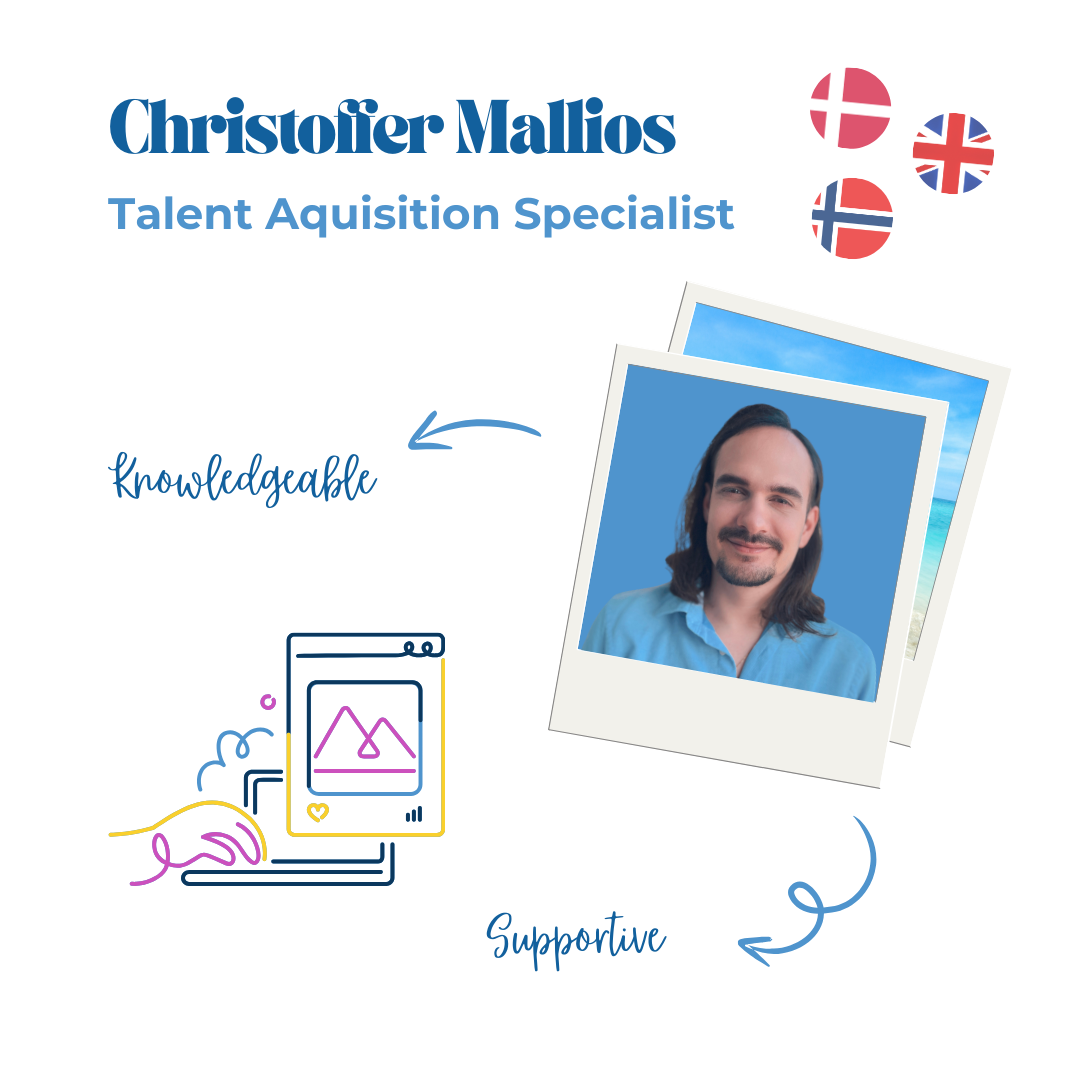 Christoffer Mallios
Talent Aquisition Specialist
Knowledgeable
Supportive